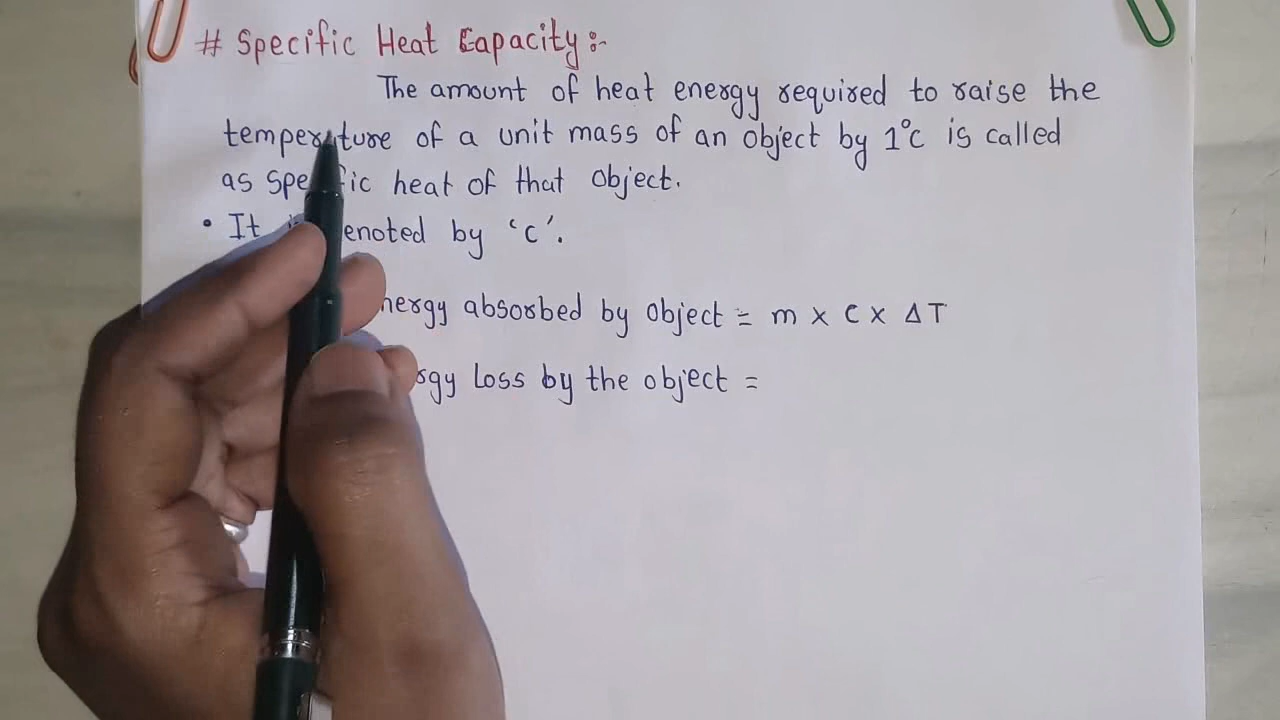 # Specific Heat Capacity:-
The amount of heat energy required to raise the
temperature of a unit mass of an object by 1°C is called
as specific heat of that object.
• It denoted by 'c'.
absorbed by object = m x c x ΔT
Loss by the object =